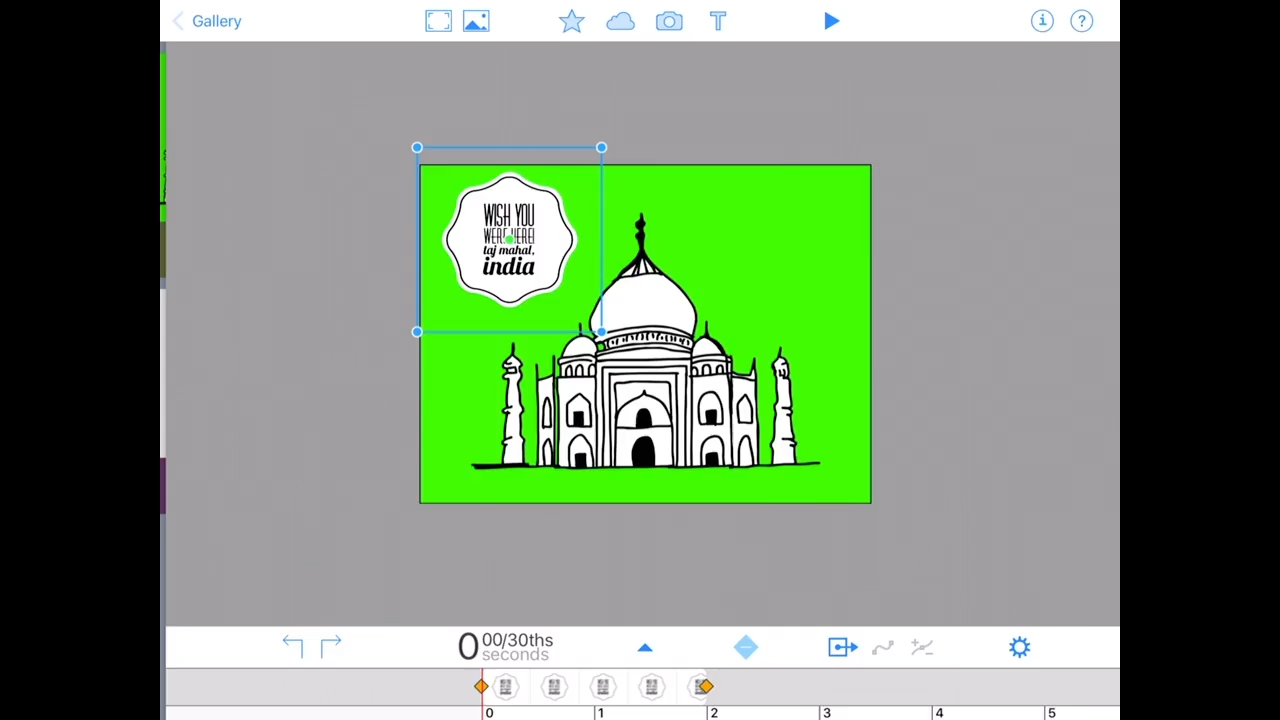 Gallery
T
i
?
WISH YOU
WERE HERE!
taj mahal,
india
0 00/30ths
seconds
0 1 2 3 4 5